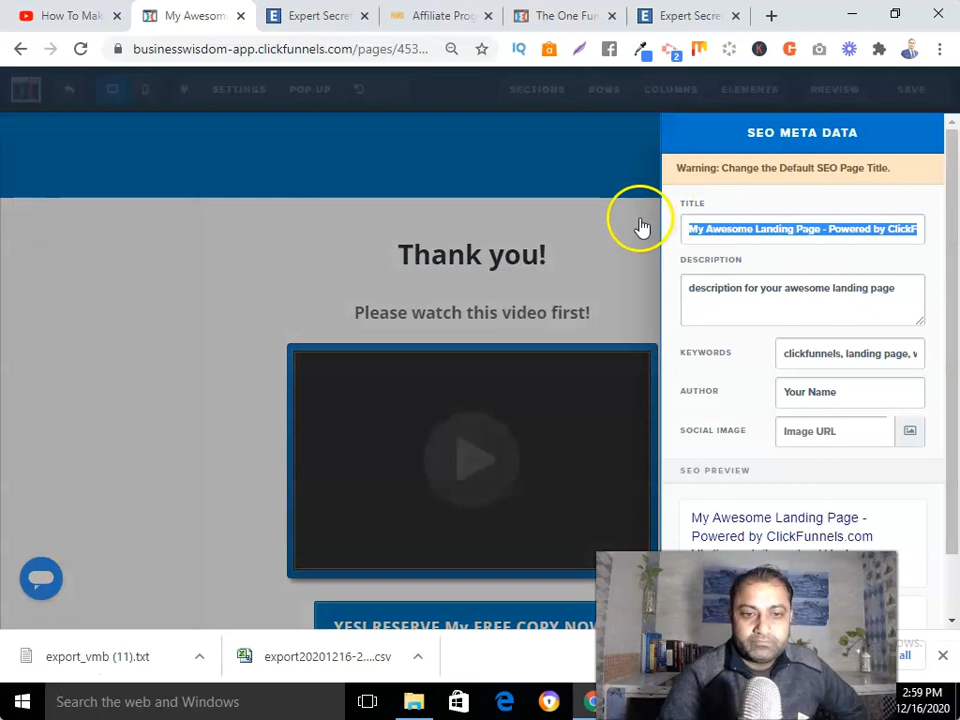 How To Mak
My Awesom
Expert Secre
Affiliate Prog
The One Fun
Expert Secre
businesswisdom-app.clickfunnels.com/pages/453...
2
SETTINGS
POP UP
SECTIONS
ROWS
COLUMNS
ELEMENTS
PREVIEW
SAVE
SEO META DATA
Warning: Change the Default SEO Page Title.
TITLE
My Awesome Landing Page - Powered by ClickF
DESCRIPTION
description for your awesome landing page
KEYWORDS
clickfunnels, landing page, w
AUTHOR
Your Name
SOCIAL IMAGE
Image URL
SEO PREVIEW
My Awesome Landing Page -
Powered by ClickFunnels.com
Thank you!
Please watch this video first!
YES! RESERVE My FREE COPY NOW
export_vmb (11).txt
export20201216-2....csv
all
Search the web and Windows
2:59 PM
12/16/2020